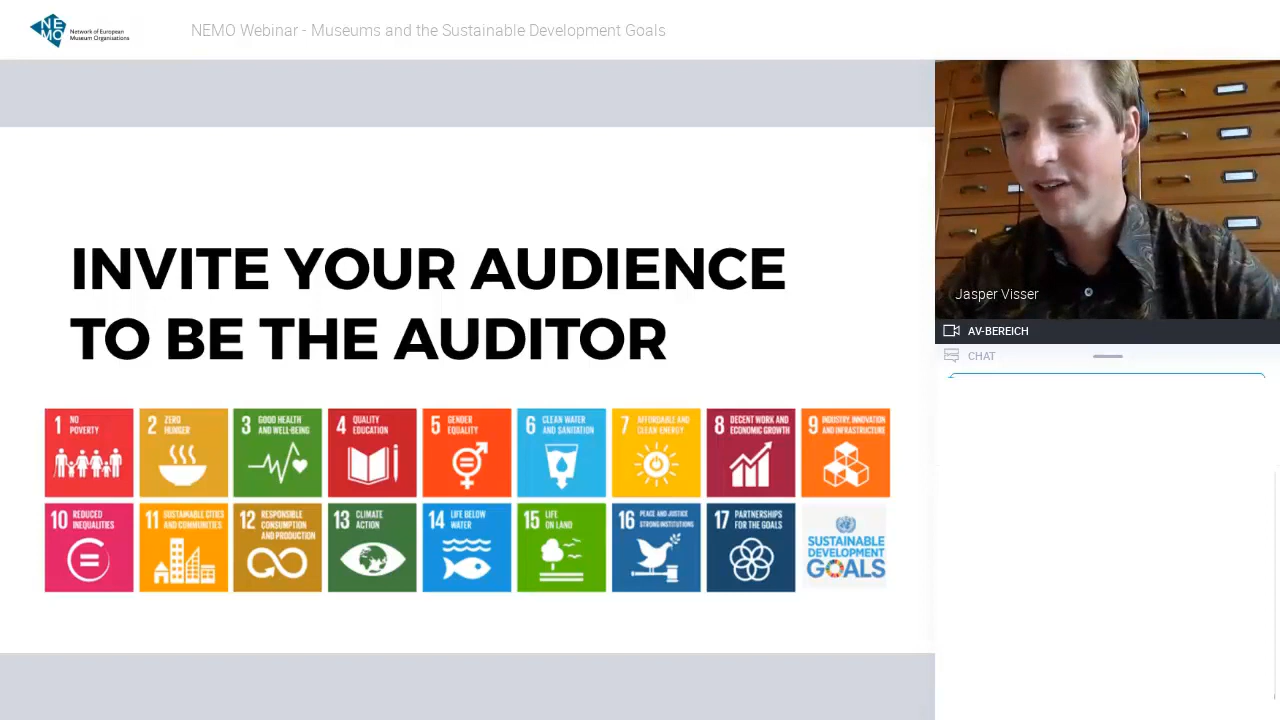 NEMO
Network of European
Museum Organisations
NEMO Webinar - Museums and the Sustainable Development Goals
INVITE YOUR AUDIENCE
TO BE THE AUDITOR
1 NO
POVERTY
2 ZERO
HUNGER
3 GOOD HEALTH
AND WELL-BEING
4 QUALITY
EDUCATION
5 GENDER
EQUALITY
6 CLEAN WATER
AND SANITATION
7 AFFORDABLE AND
CLEAN ENERGY
8 DECENT WORK AND
ECONOMIC GROWTH
9 INDUSTRY, INNOVATION
AND INFRASTRUCTURE
10 REDUCED
INEQUALITIES
11 SUSTAINABLE CITIES
AND COMMUNITIES
12 RESPONSIBLE
CONSUMPTION
AND PRODUCTION
13 CLIMATE
ACTION
14 LIFE BELOW
WATER
15 LIFE
ON LAND
16 PEACE AND JUSTICE
STRONG INSTITUTIONS
17 PARTNERSHIPS
FOR THE GOALS
SUSTAINABLE
DEVELOPMENT
GOALS
Jasper Visser
AV-BEREICH
CHAT